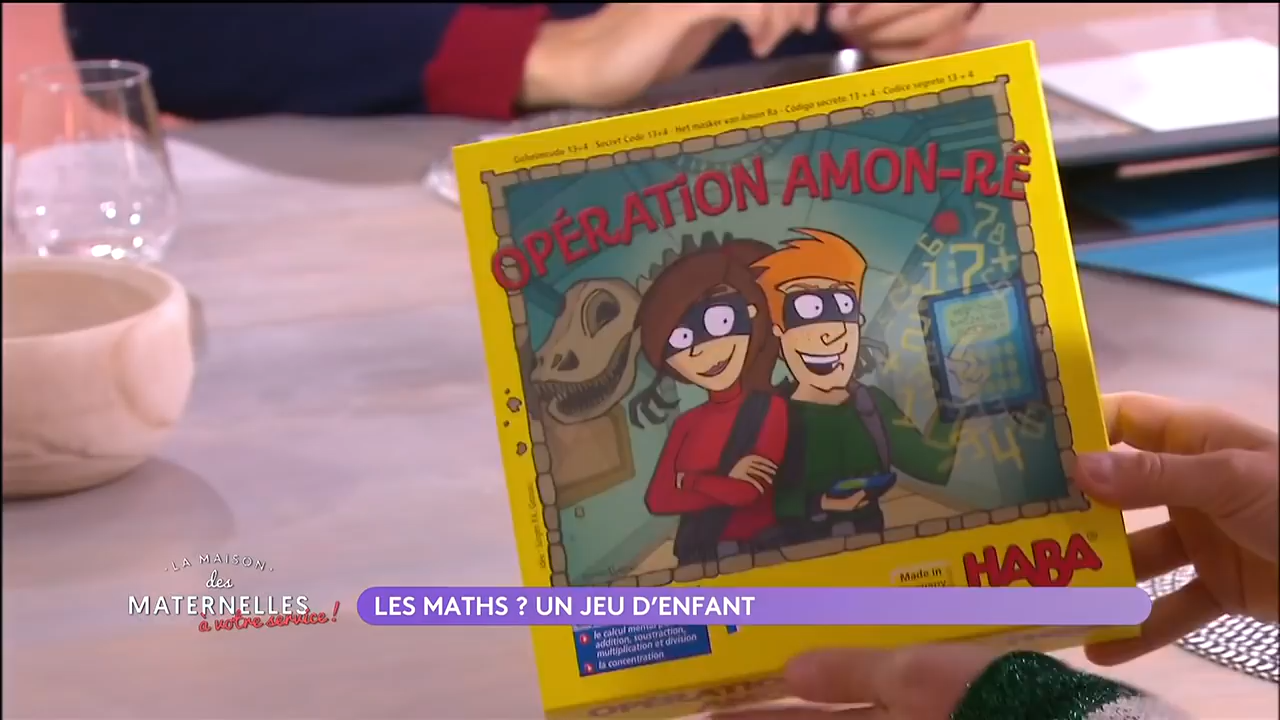 Geheimcode 13+4 · Secret Code 13+4 · Het masker van Amon Ra · Código secreto 13 + 4 · Codice segreto 13 + 4
OPÉRATION AMON-RÊ
HABA®
Made in
· LA MAISON ·
des
MATERNELLES
à votre service !
LES MATHS ? UN JEU D'ENFANT
le calcul mental
addition, soustraction,
multiplication et division
la concentration
OPÉRATION